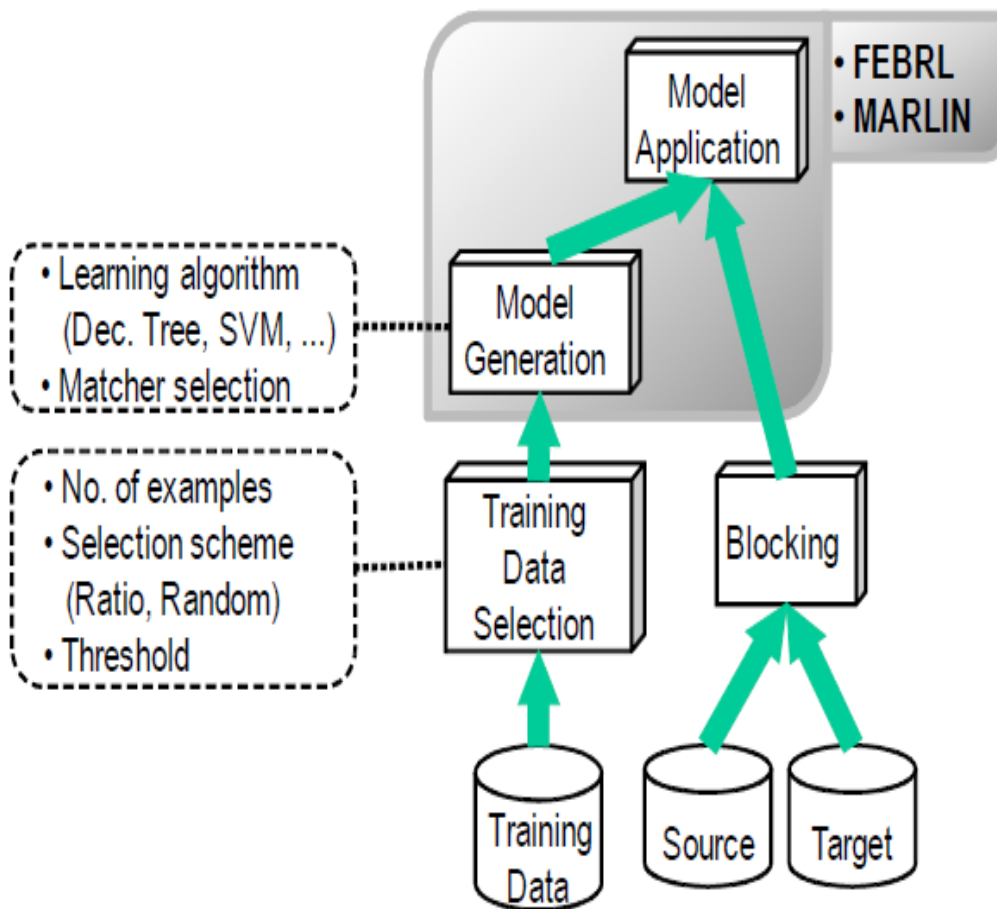 • FEBRL
• MARLIN
Model
Application
• Learning algorithm
(Dec. Tree, SVM, ...)
• Matcher selection
Model
Generation
• No. of examples
• Selection scheme
(Ratio, Random)
• Threshold
Training
Data
Selection
Blocking
Training
Data
Source
Target